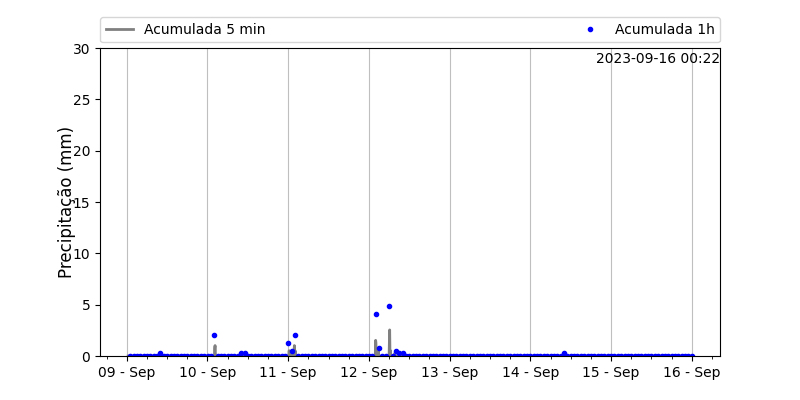 Acumulada 5 min
Acumulada 1h
2023-09-16 00:22
Precipitação (mm)
30
25
20
15
10
5
0
09 - Sep
10 - Sep
11 - Sep
12 - Sep
13 - Sep
14 - Sep
15 - Sep
16 - Sep